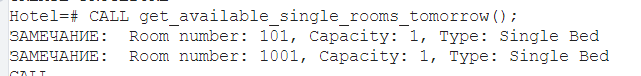 Hotel=# CALL get_available_single_rooms_tomorrow();
ЗАМЕЧАНИЕ:  Room number: 101, Capacity: 1, Type: Single Bed
ЗАМЕЧАНИЕ:  Room number: 1001, Capacity: 1, Type: Single Bed
CALL